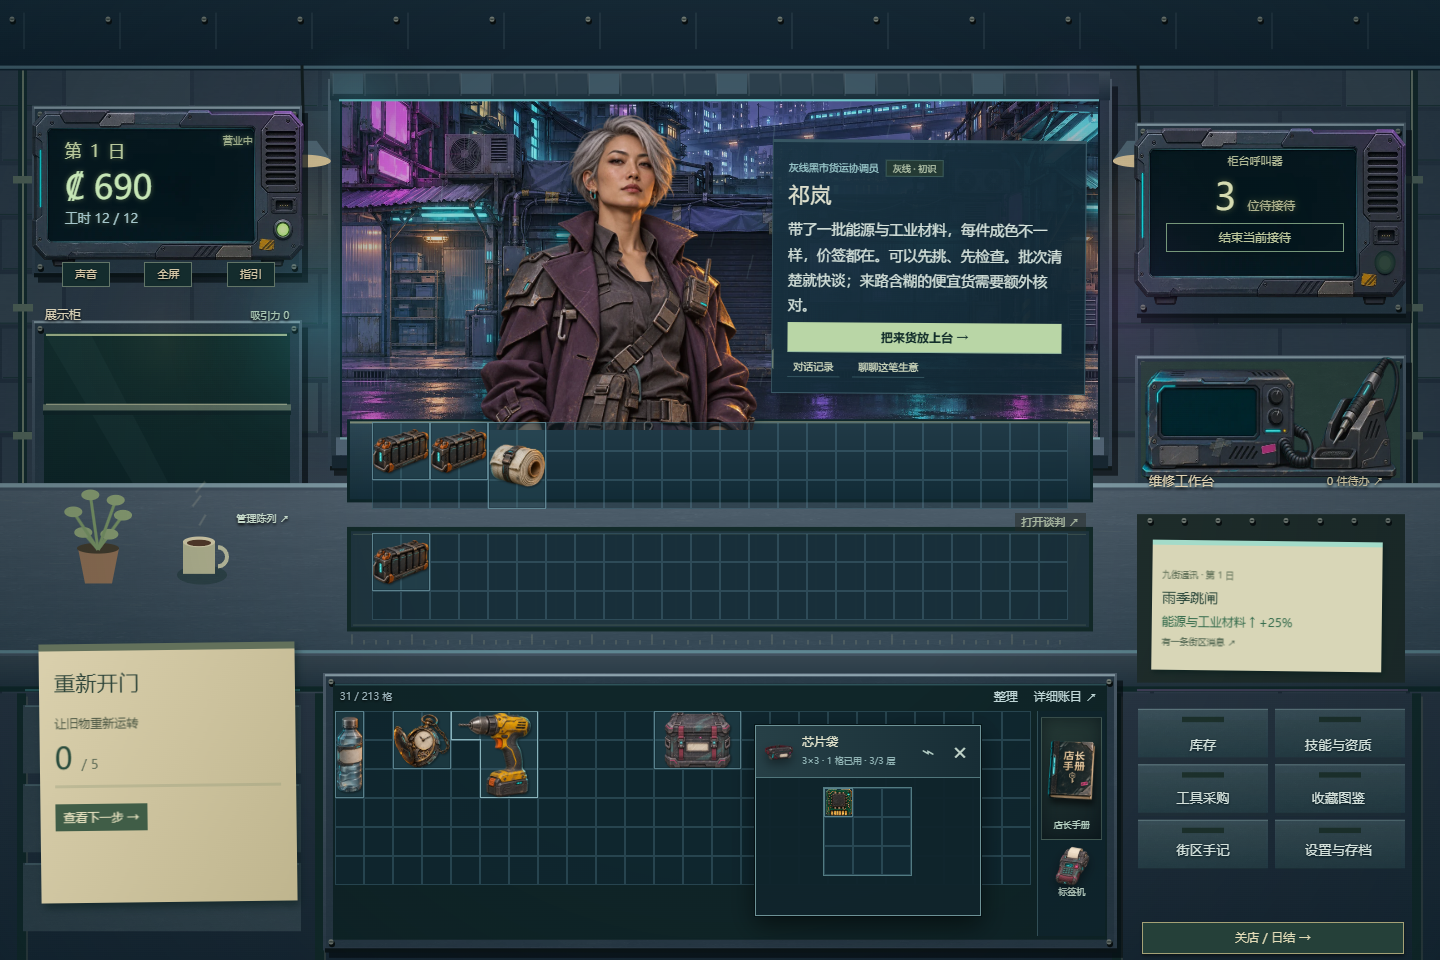 营业中
第 1 日
₡ 690
工时 12 / 12
声音
全屏
指引
展示柜
吸引力 0
管理陈列 ↗
灰线黑市货运协调员
灰线 · 初识
祁岚
带了一批能源与工业材料，每件成色不一
样，价签都在。可以先挑、先检查。批次清
楚就快谈；来路含糊的便宜货需要额外核
对。
把来货放上台 →
对话记录
聊聊这笔生意
打开谈判 ↗
柜台呼叫器
3 位待接待
结束当前接待
维修工作台
0 件待办 ↗
九街通讯 · 第 1 日
雨季跳闸
能源与工业材料↑ +25%
有一条街区消息 ↗
重新开门
让旧物重新运转
0 / 5
查看下一步 →
31 / 213 格
整理
详细账目 ↗
芯片袋
3×3 · 1 格已用 · 3/3 层
店长
手册
店长手册
标签机
库存
技能与资质
工具采购
收藏图鉴
街区手记
设置与存档
关店 / 日结 →